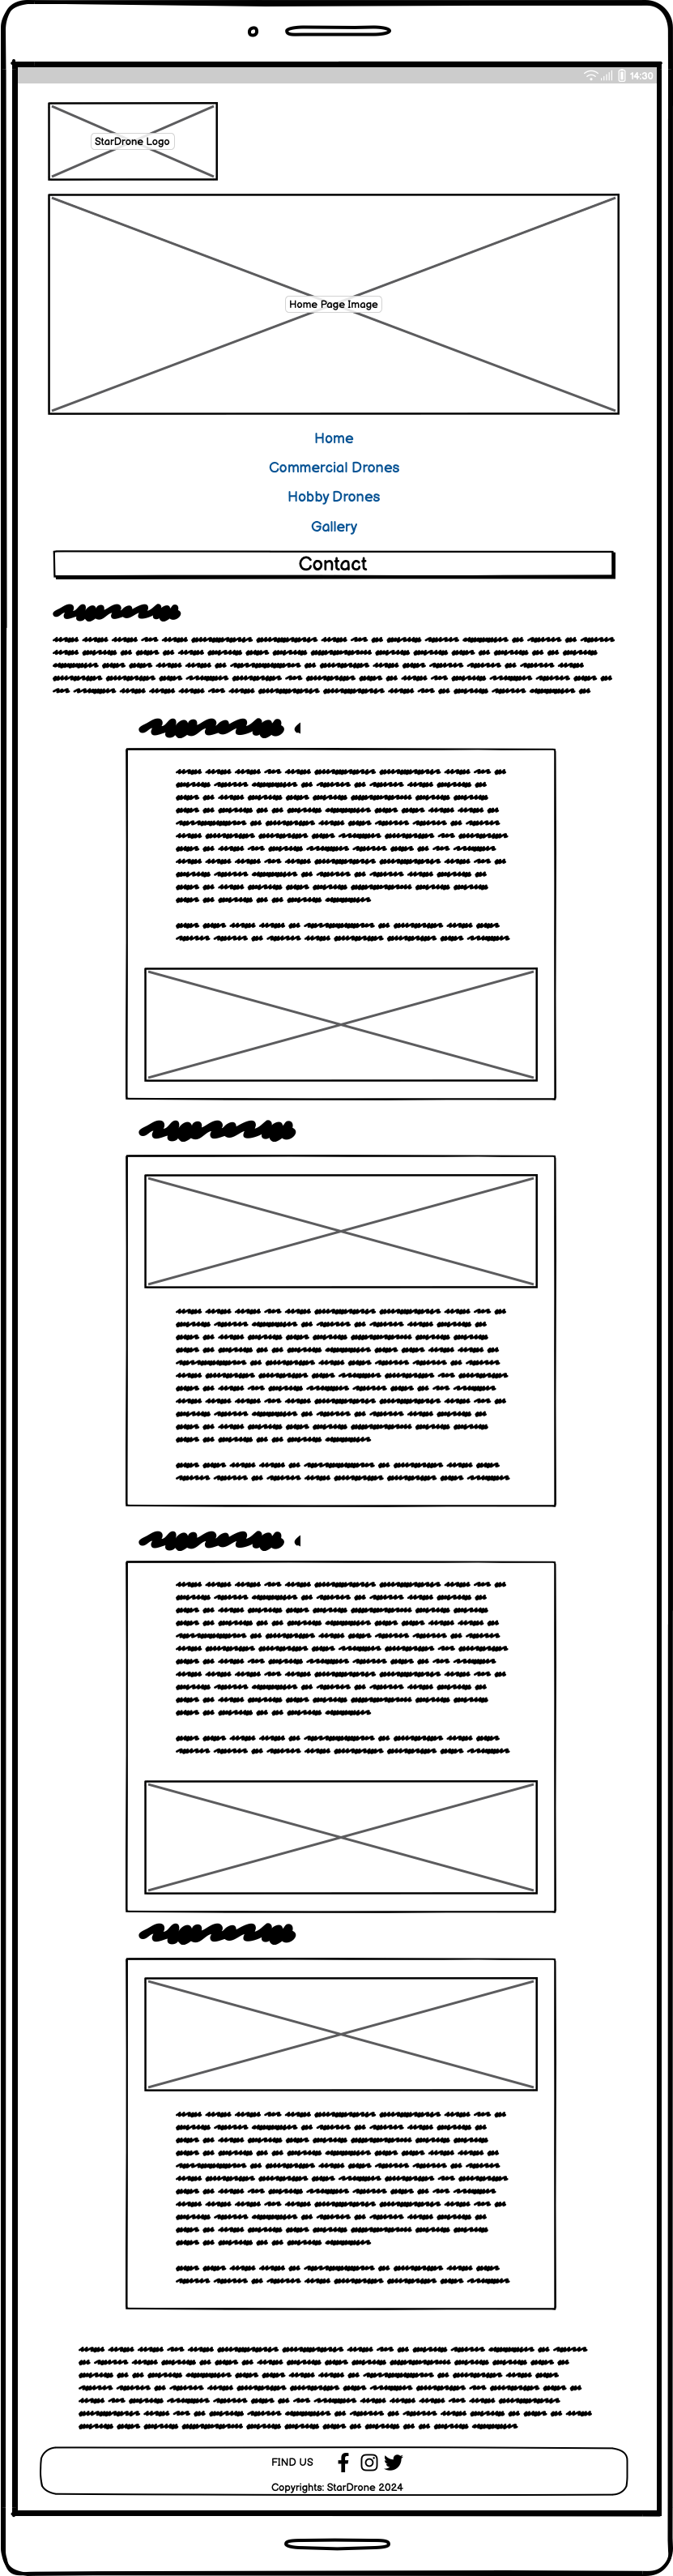 14:30
StarDrone Logo
Home Page Image
Home
Commercial Drones
Hobby Drones
Gallery
Contact
FIND US
Copyrights: StarDrone 2024